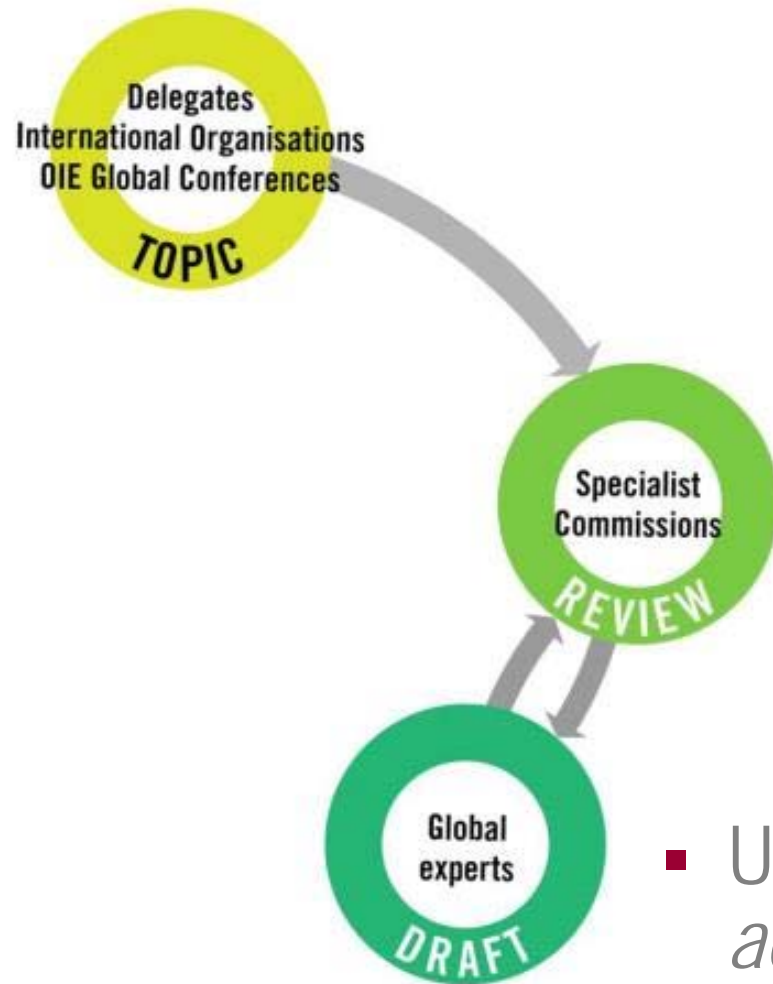 Delegates
International Organisations
OIE Global Conferences
TOPIC
Specialist
Commissions
REVIEW
Global
experts
DRAFT